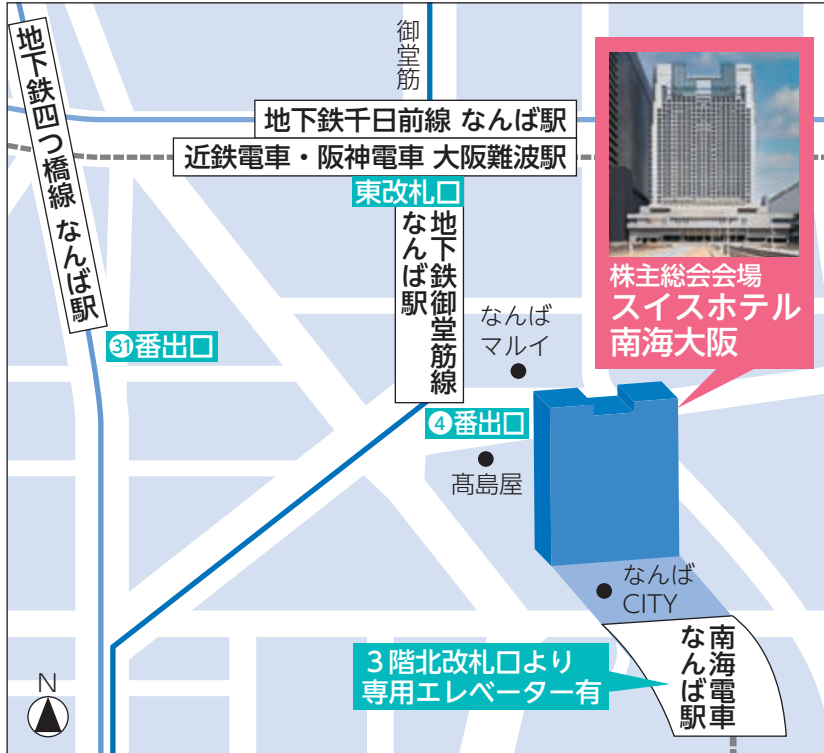 御堂筋
地下鉄四つ橋線 なんば駅
地下鉄千日前線 なんば駅
近鉄電車・阪神電車 大阪難波駅
東改札口
地下鉄御堂筋線
なんば駅
株主総会会場
スイスホテル
南海大阪
なんば
マルイ
㉛番出口
❹番出口
髙島屋
なんば
CITY
3階北改札口より
専用エレベーター有
南海電車
なんば駅
N